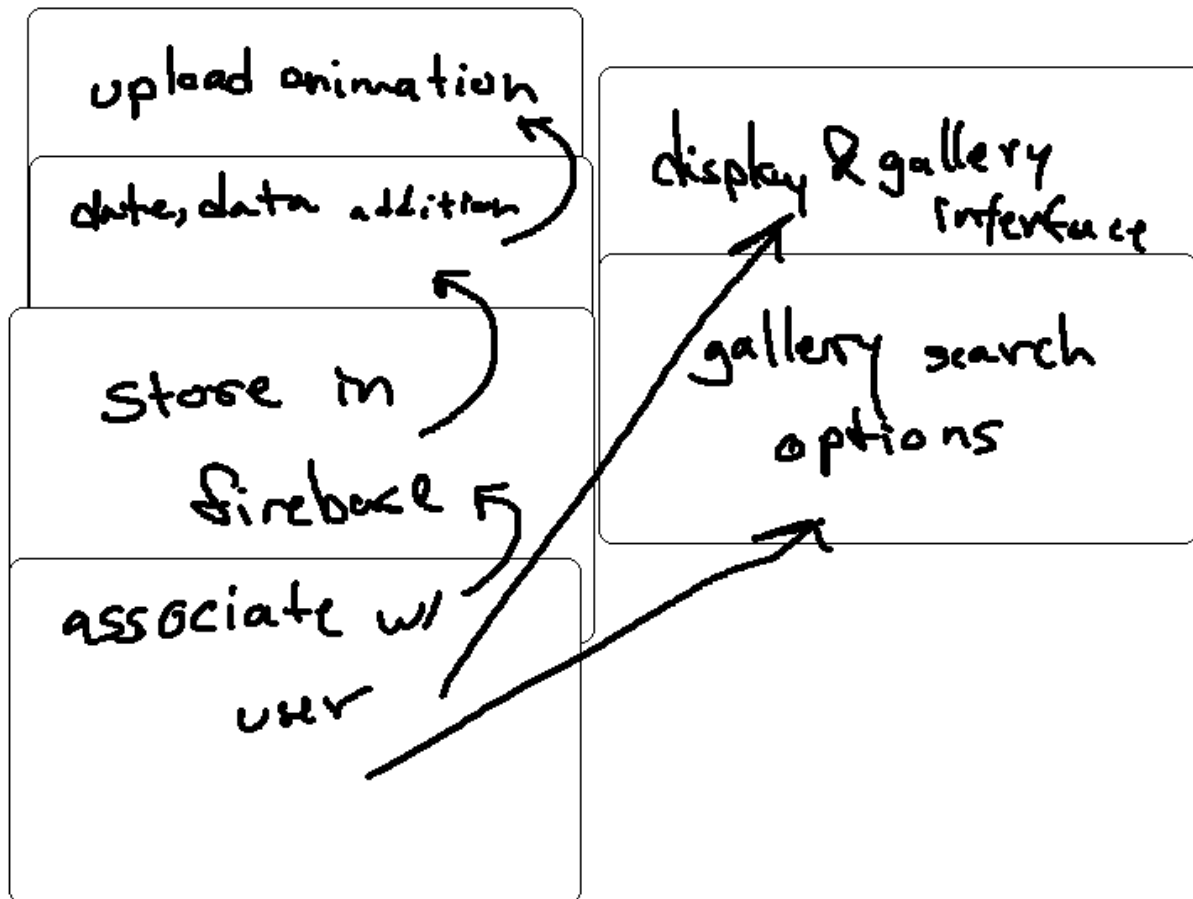 upload animation
date, data addition
store in
firebase
associate w/
user
display & gallery
interface
gallery search
options